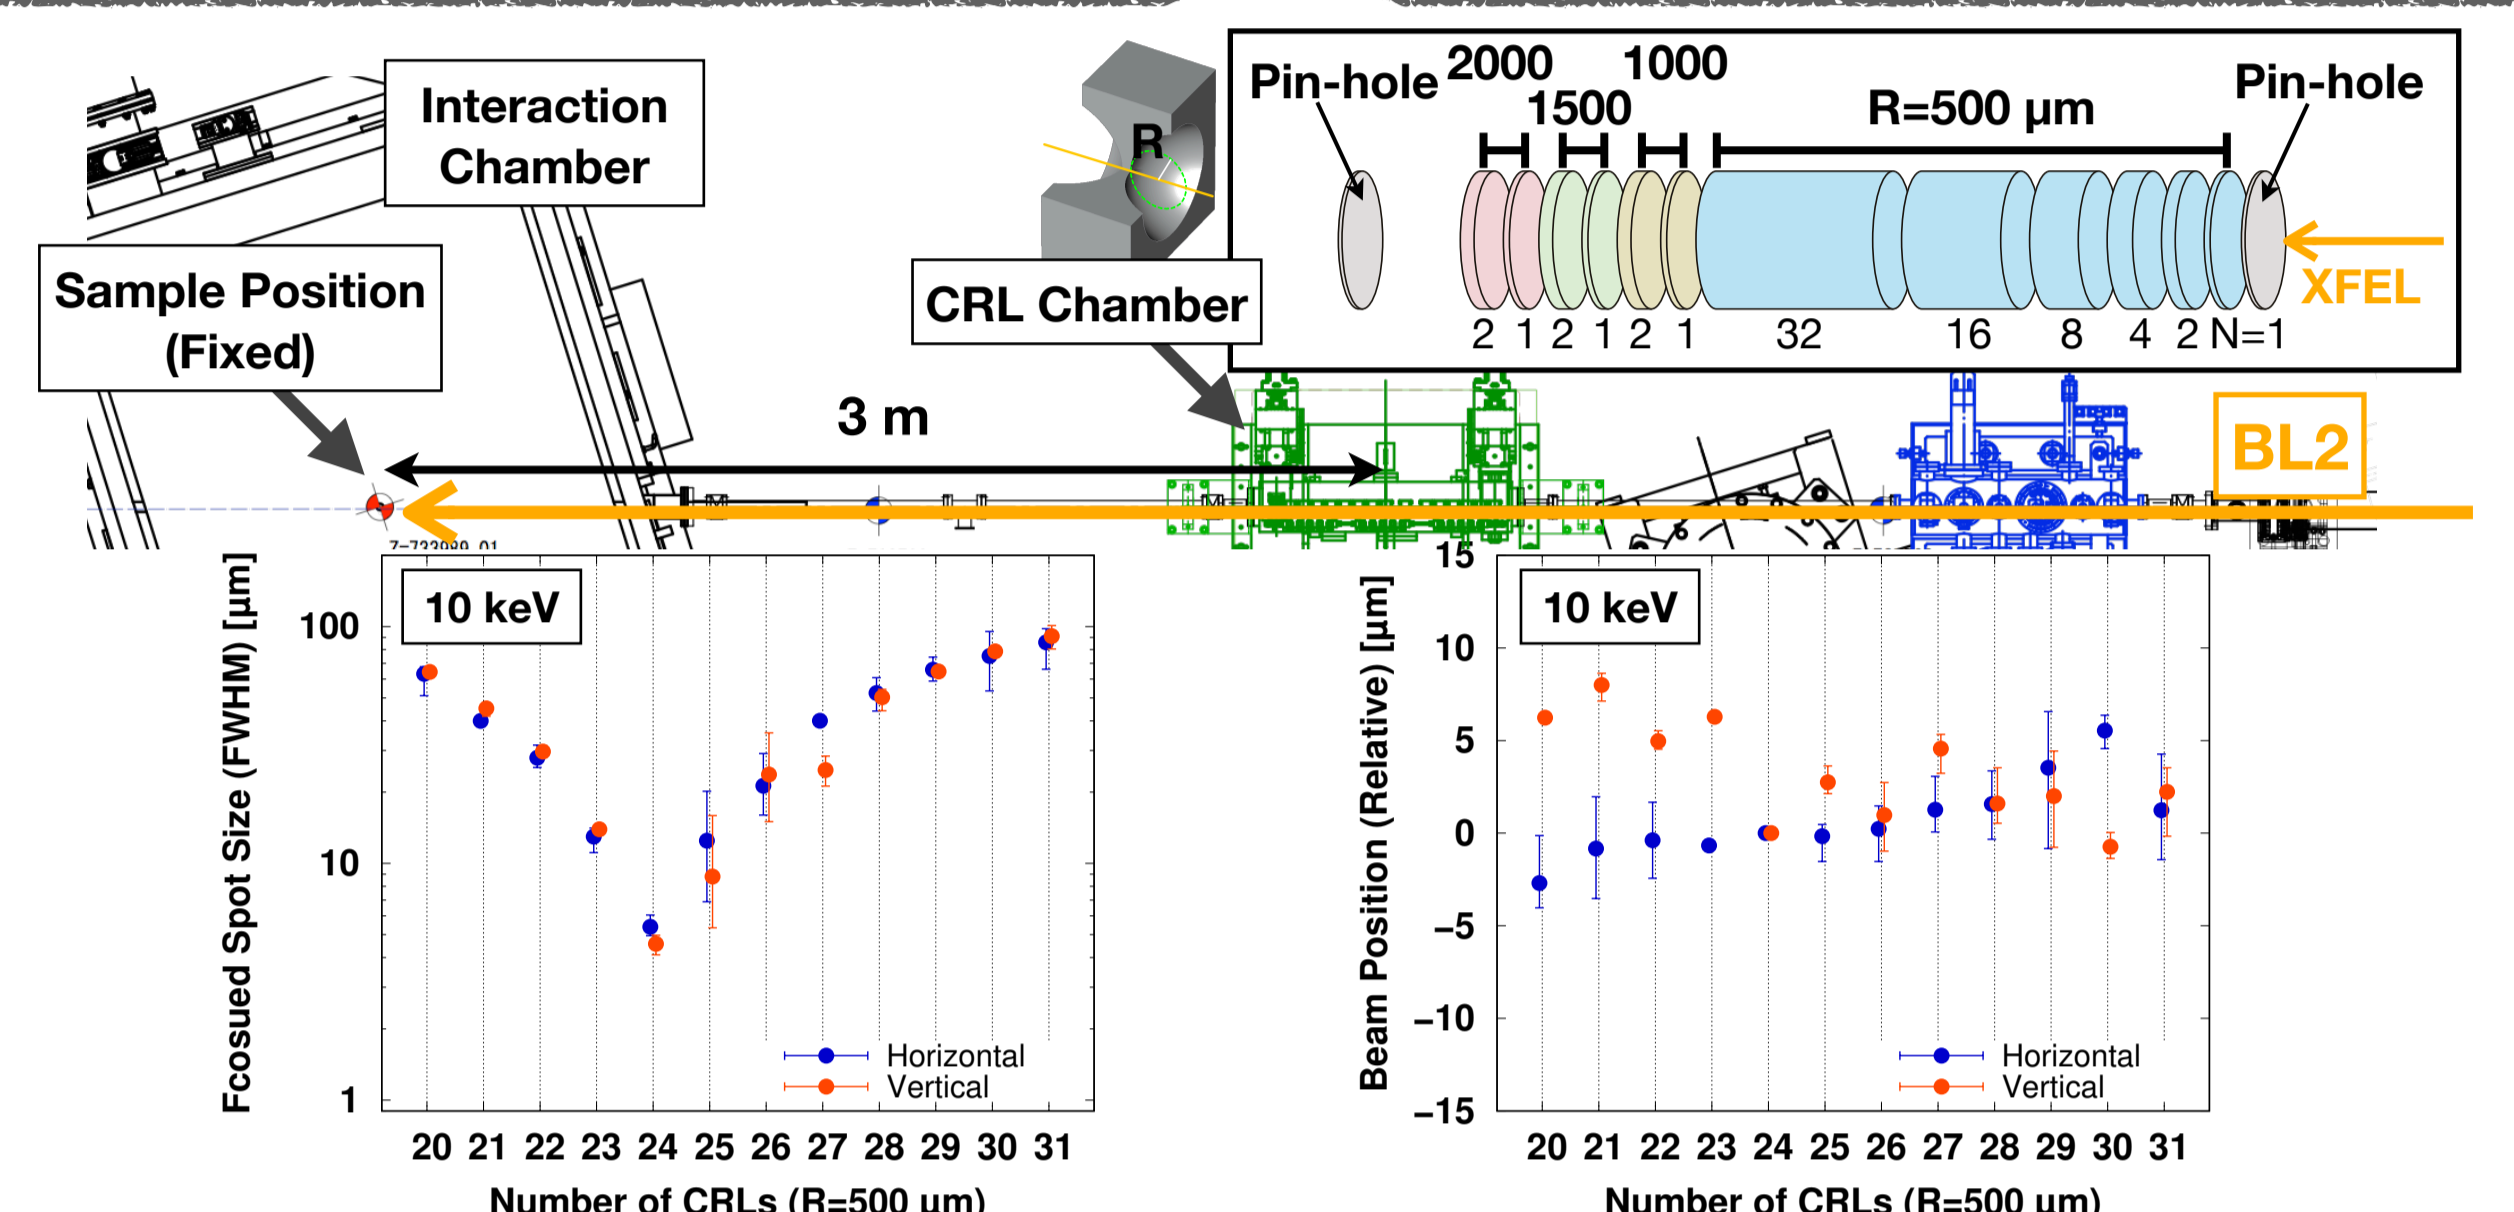 Interaction
Chamber
Sample Position
(Fixed)
R
CRL Chamber
Pin-hole
2000
1500
1000
R=500 µm
Pin-hole
XFEL
2 1 2 1 2 1 32 16 8 4 2 N=1
3 m
BL2
7-733989 01
Fcosued Spot Size (FWHM) [µm]
100
10
1
10 keV
Horizontal
Vertical
20 21 22 23 24 25 26 27 28 29 30 31
Number of CRLs (R=500 µm)
Beam Position (Relative) [µm]
15
10
5
0
−5
−10
−15
10 keV
Horizontal
Vertical
20 21 22 23 24 25 26 27 28 29 30 31
Number of CRLs (R=500 µm)